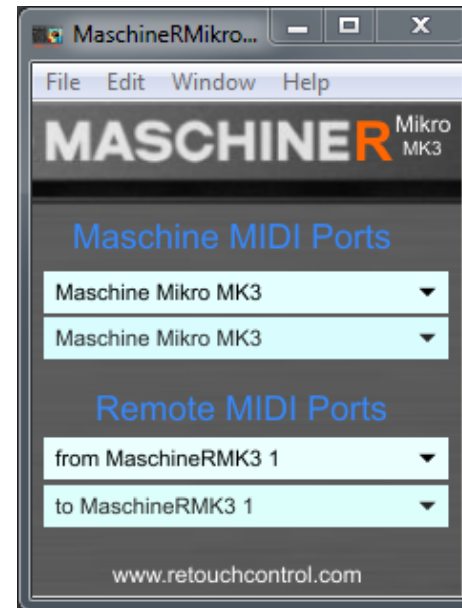 MaschineRMikro...
File Edit Window Help
MASCHINER Mikro
MK3
Maschine MIDI Ports
Maschine Mikro MK3
Maschine Mikro MK3
Remote MIDI Ports
from MaschineRMK3 1
to MaschineRMK3 1
www.retouchcontrol.com